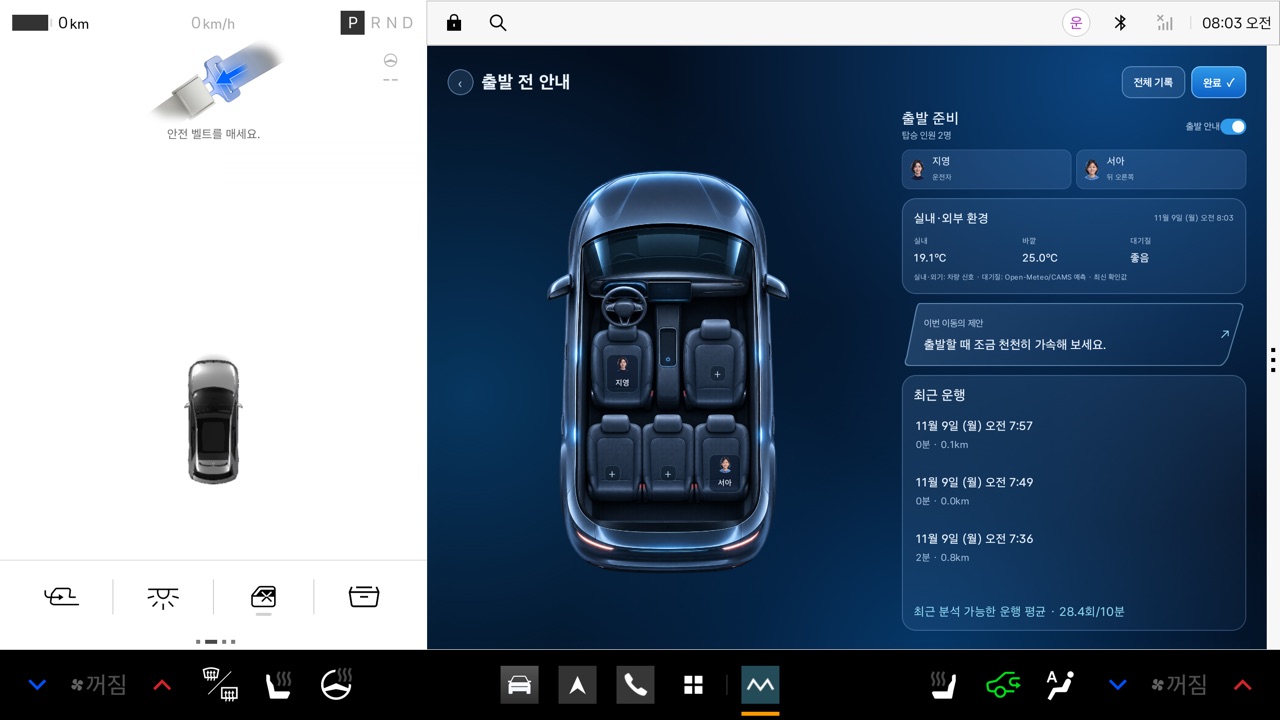 0km
0km/h
P R N D
안전 벨트를 매세요.
--
운
08:03 오전
출발 전 안내
전체 기록
완료 ✓
출발 준비
탑승 인원 2명
출발 안내
지영
운전자
서아
뒤 오른쪽
실내·외부 환경
11월 9일 (월) 오전 8:03
실내
바깥
대기질
19.1°C
25.0°C
좋음
실내·외기: 차량 신호 · 대기질: Open-Meteo/CAMS 예측 · 최신 확인값
이번 이동의 제안
출발할 때 조금 천천히 가속해 보세요.
지영
서아
최근 운행
11월 9일 (월) 오전 7:57
0분 · 0.1km
11월 9일 (월) 오전 7:49
0분 · 0.0km
11월 9일 (월) 오전 7:36
2분 · 0.8km
최근 분석 가능한 운행 평균 · 28.4회/10분
꺼짐
A
꺼짐